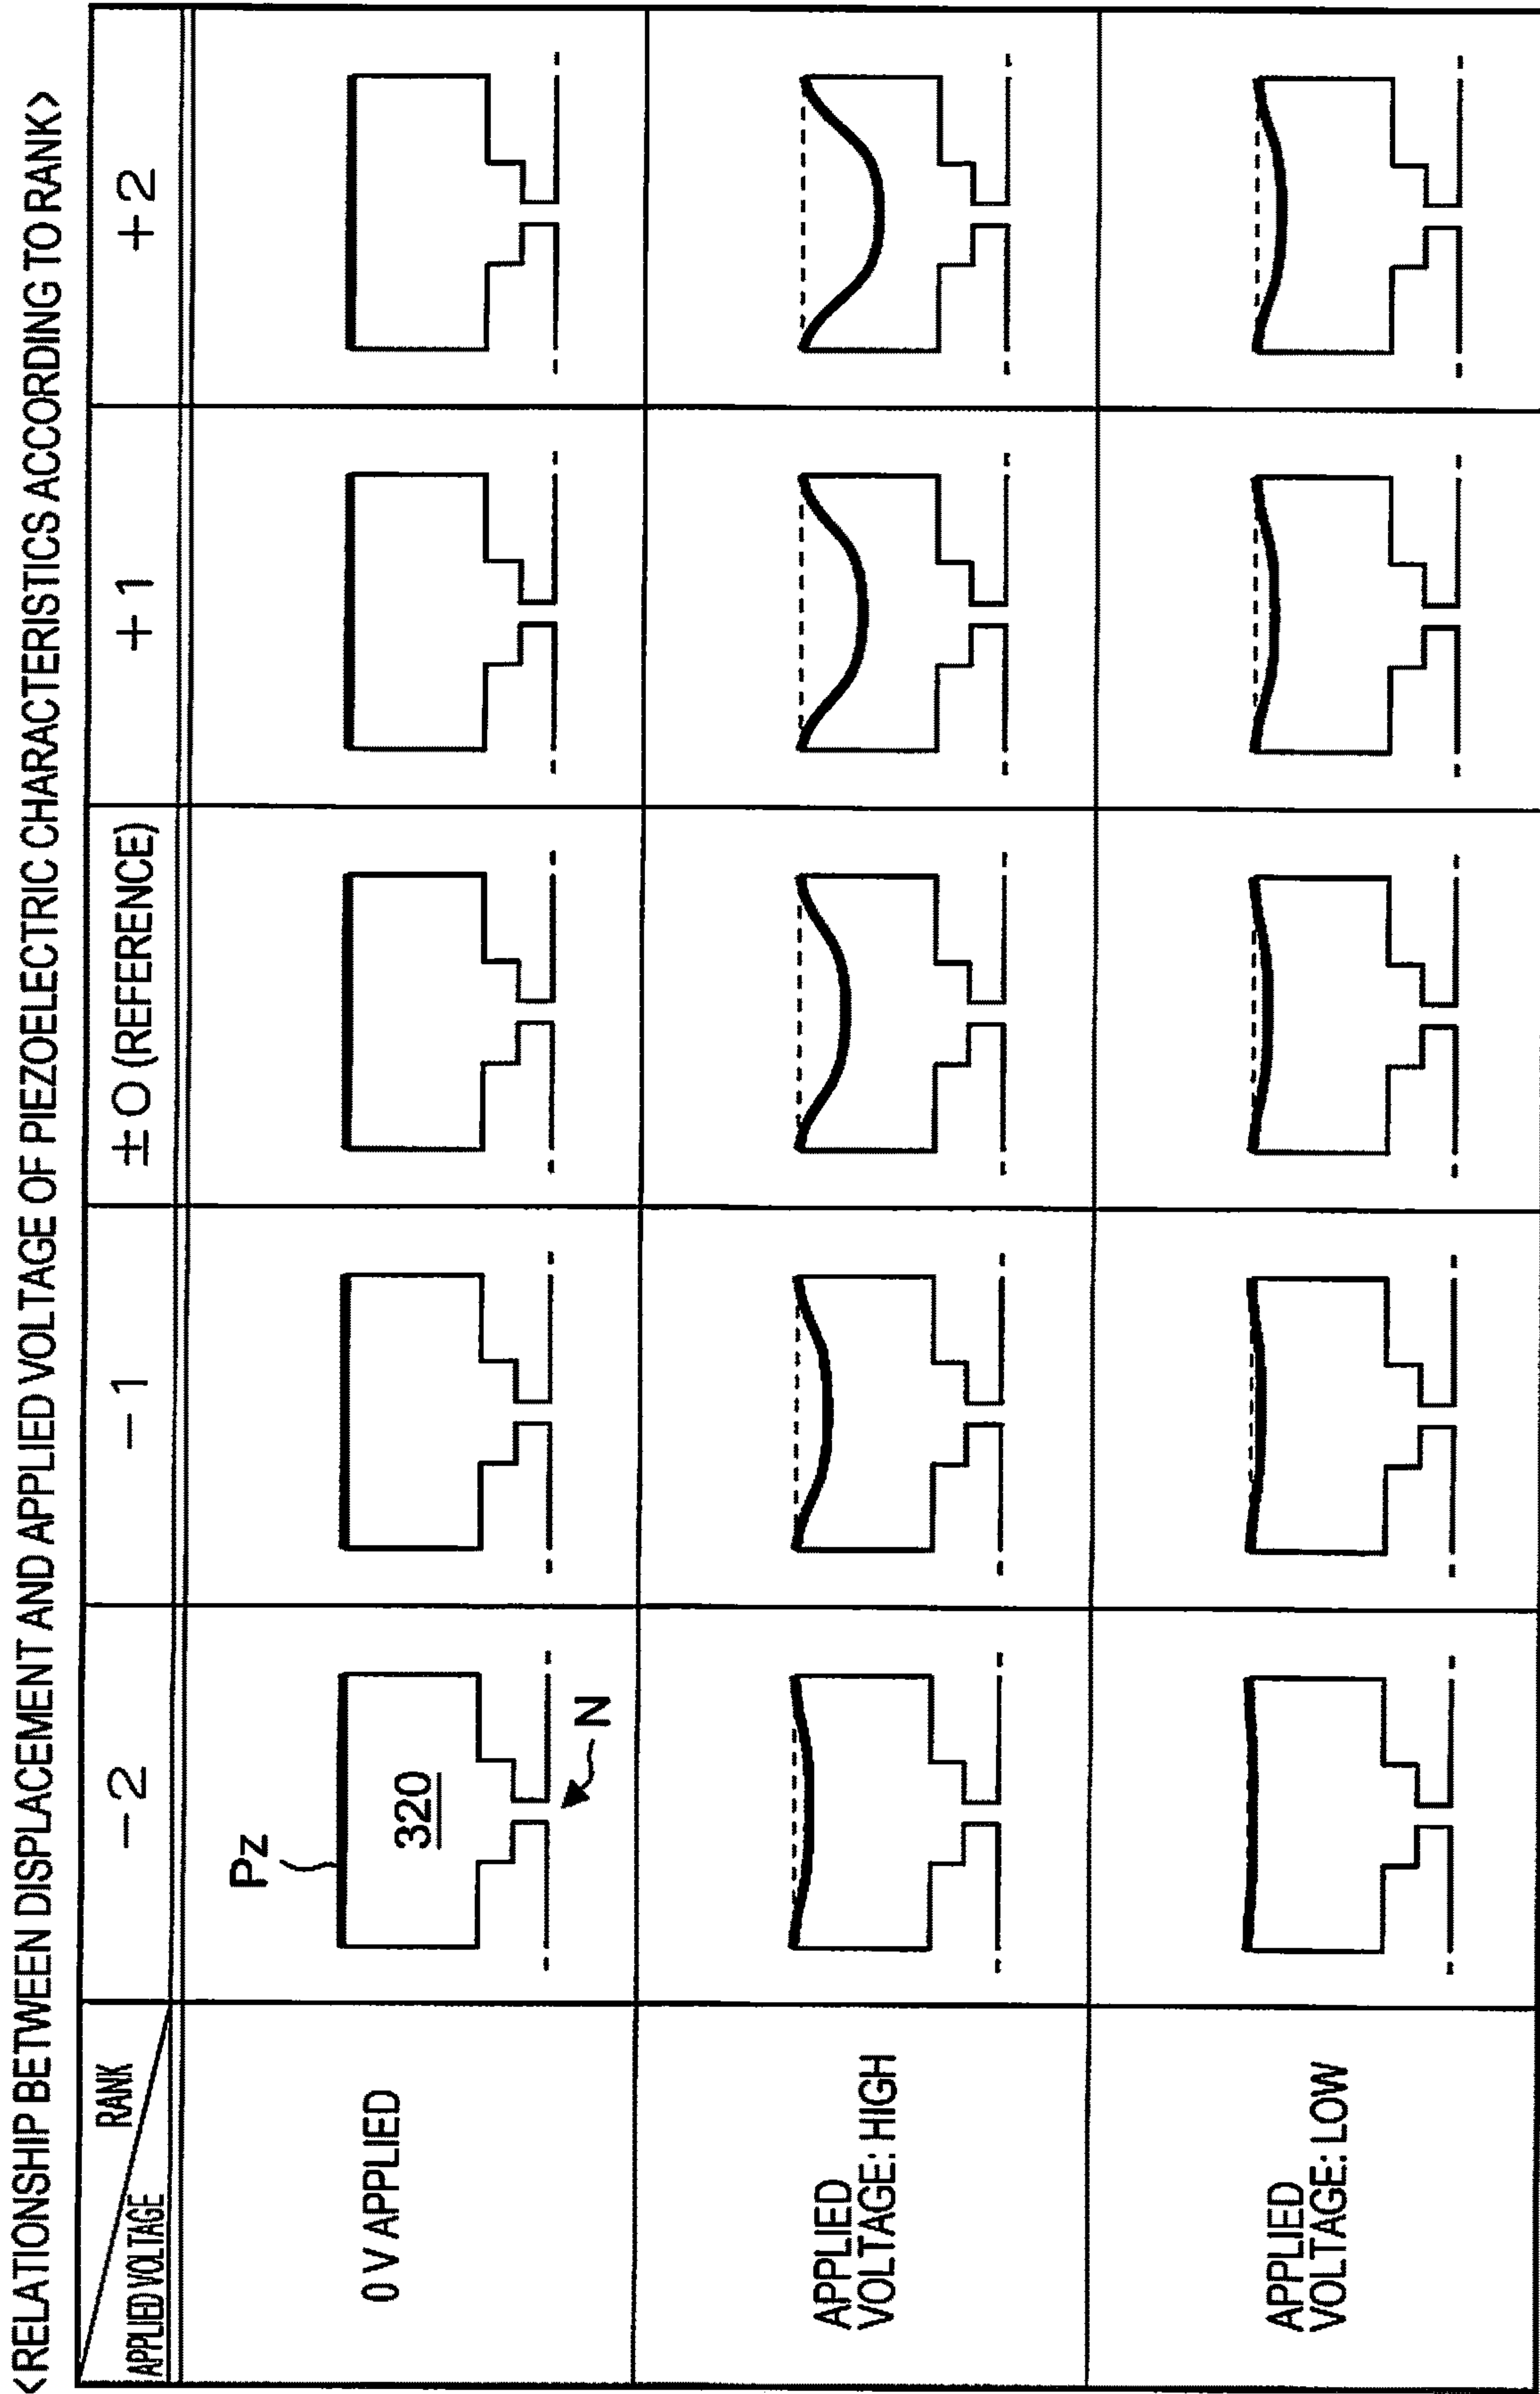 <RELATIONSHIP BETWEEN DISPLACEMENT AND APPLIED VOLTAGE OF PIEZOELECTRIC CHARACTERISTICS ACCORDING TO RANK>
RANK
APPLIED VOLTAGE
−2
−1
±0 (REFERENCE)
+1
+2
0 V APPLIED
Pz
320
N
APPLIED
VOLTAGE: HIGH
APPLIED
VOLTAGE: LOW